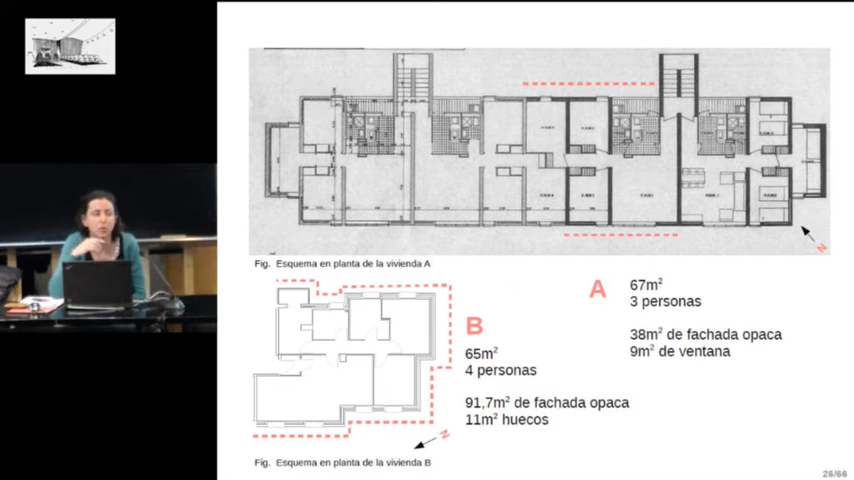 N
Fig. Esquema en planta de la vivienda A
A
67m²
3 personas
38m² de fachada opaca
9m² de ventana
B
65m²
4 personas
91,7m² de fachada opaca
11m² huecos
N
Fig. Esquema en planta de la vivienda B
26/66